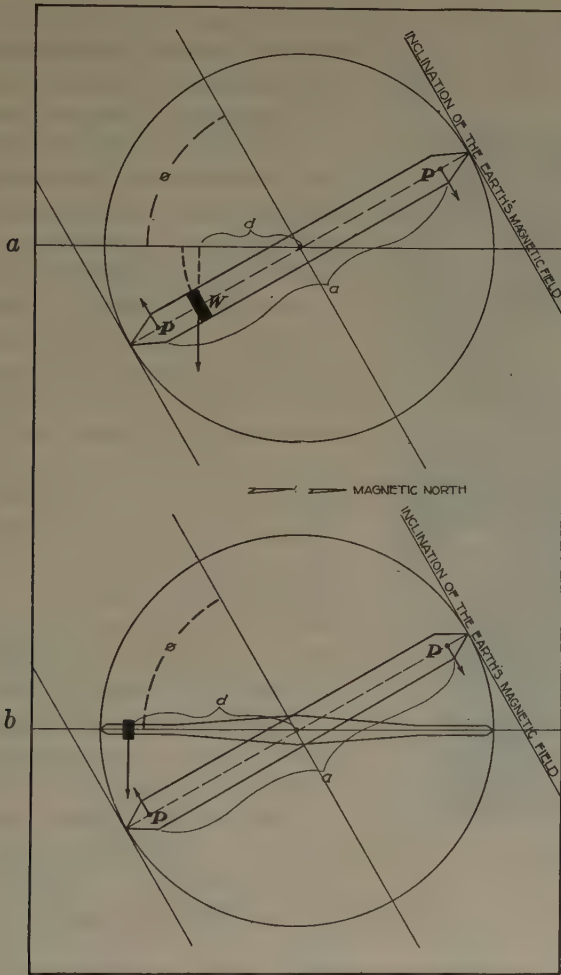 INCLINATION OF THE EARTH'S MAGNETIC FIELD
ø
d
P
a
a
W
P
MAGNETIC NORTH
INCLINATION OF THE EARTH'S MAGNETIC FIELD
ø
d
P
b
a
P